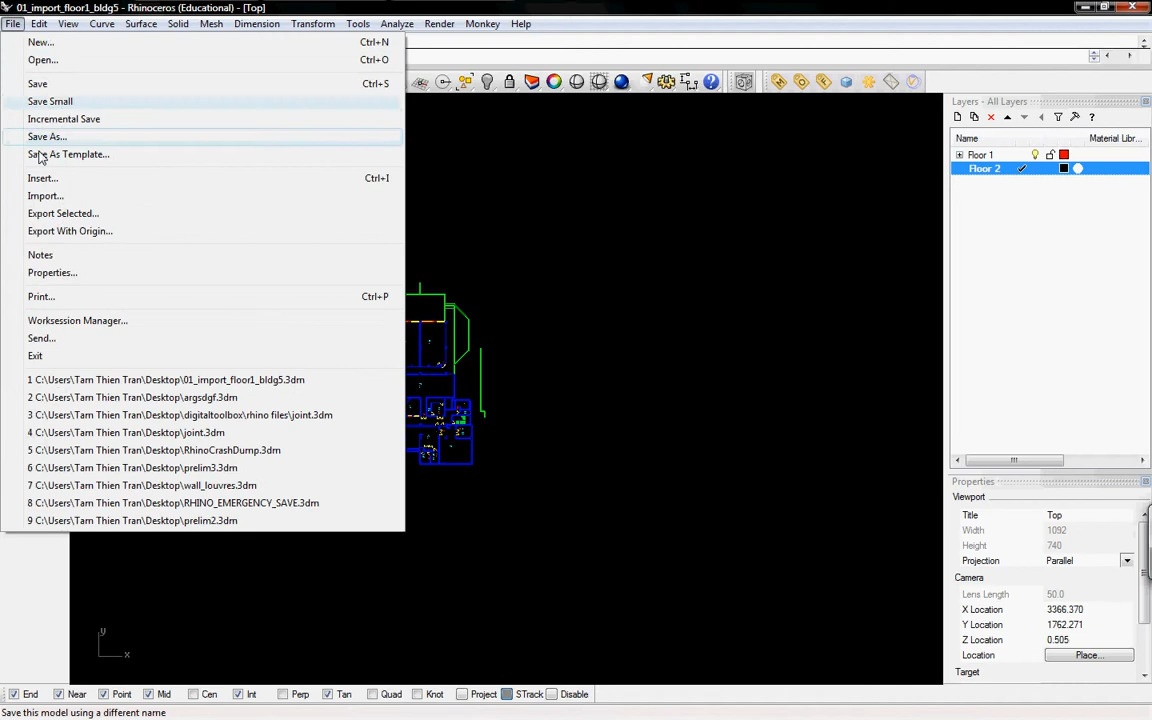 01_import_floor1_bldg5 - Rhinoceros (Educational) - [Top]
File Edit View Curve Surface Solid Mesh Dimension Transform Tools Analyze Render Monkey Help
New... Ctrl+N
Open... Ctrl+O
Save Ctrl+S
Save Small
Incremental Save
Save As...
Save As Template...
Insert... Ctrl+I
Import...
Export Selected...
Export With Origin...
Notes
Properties...
Print... Ctrl+P
Worksession Manager...
Send...
Exit
1 C:\Users\Tam Thien Tran\Desktop\01_import_floor1_bldg5.3dm
2 C:\Users\Tam Thien Tran\Desktop\argsdgf.3dm
3 C:\Users\Tam Thien Tran\Desktop\digitaltoolbox\rhino files\joint.3dm
4 C:\Users\Tam Thien Tran\Desktop\joint.3dm
5 C:\Users\Tam Thien Tran\Desktop\RhinoCrashDump.3dm
6 C:\Users\Tam Thien Tran\Desktop\prelim3.3dm
7 C:\Users\Tam Thien Tran\Desktop\wall_louvres.3dm
8 C:\Users\Tam Thien Tran\Desktop\RHINO_EMERGENCY_SAVE.3dm
9 C:\Users\Tam Thien Tran\Desktop\prelim2.3dm
Layers - All Layers
Name Material Libr...
Floor 1
Floor 2
Properties
Viewport
Title Top
Width 1092
Height 740
Projection Parallel
Camera
Lens Length 50.0
X Location 3366.370
Y Location 1762.271
Z Location 0.505
Location Place...
Target
y
x
End Near Point Mid Cen Int Perp Tan Quad Knot Project STrack Disable
Save this model using a different name